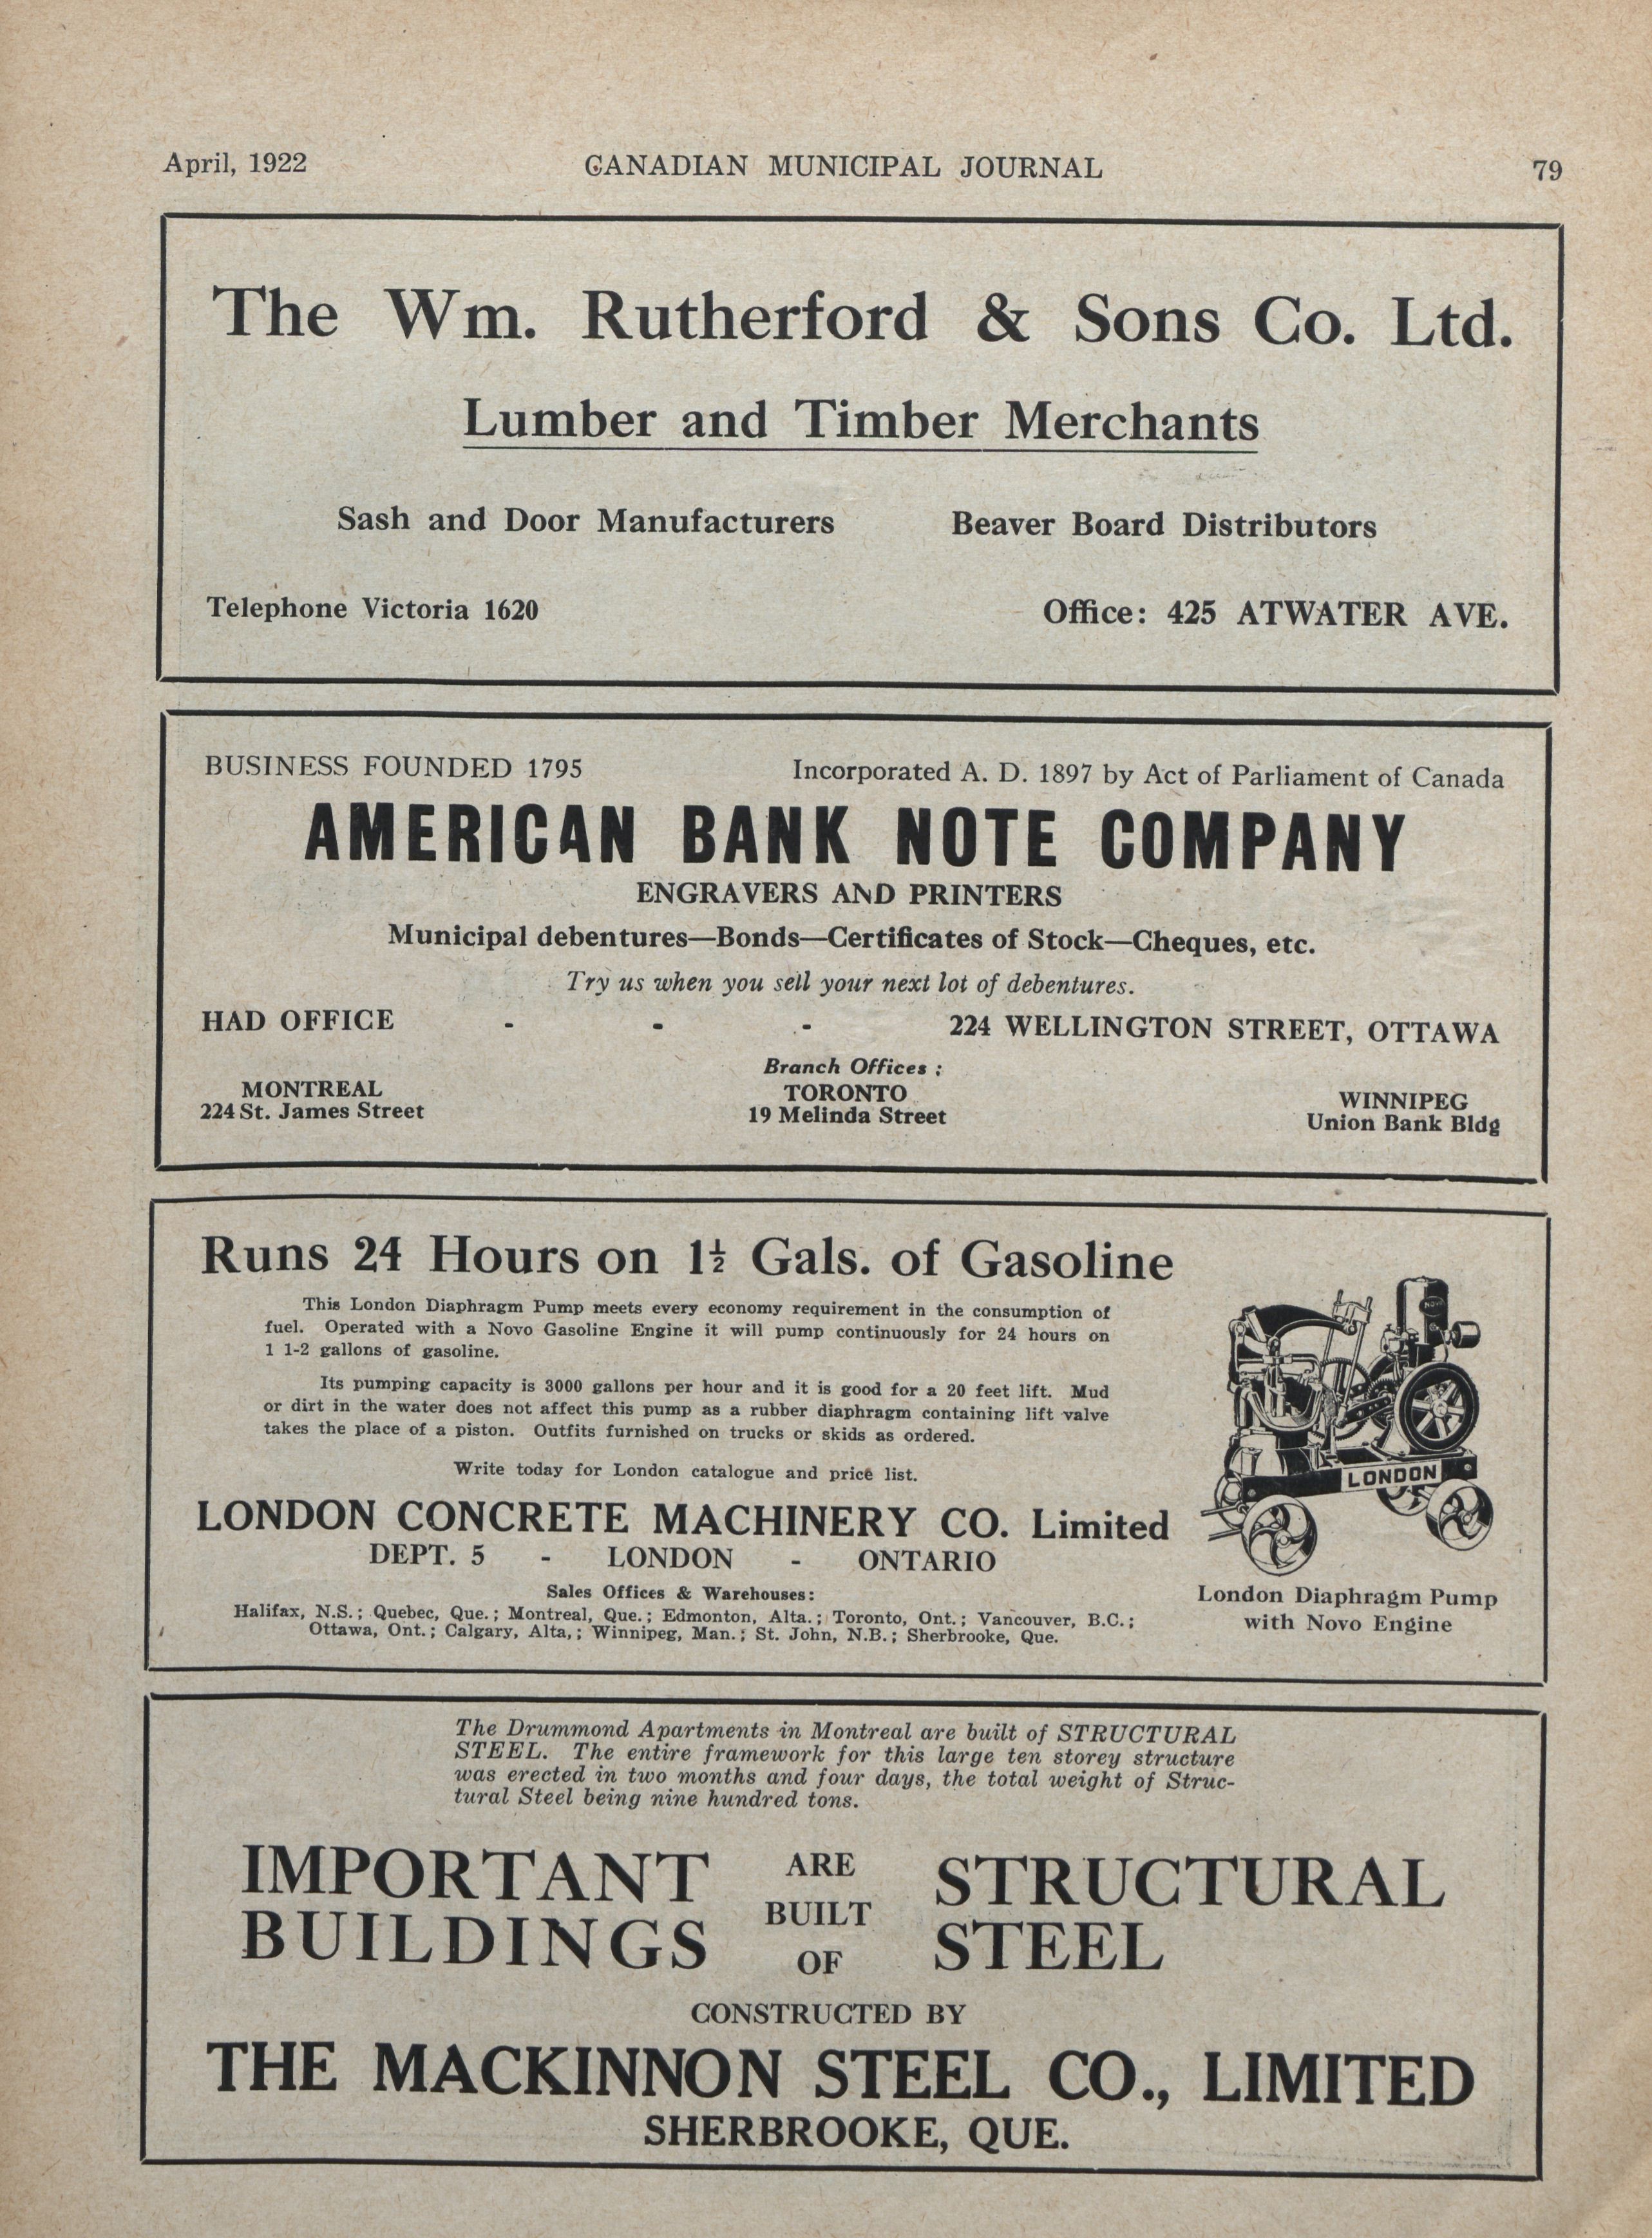 April, 1922 CANADIAN MUNICIPAL JOURNAL 79
The Wm. Rutherford & Sons Co. Ltd.
Lumber and Timber Merchants
Sash and Door Manufacturers Beaver Board Distributors
Telephone Victoria 1620 Office: 425 ATWATER AVE.
BUSINESS FOUNDED 1795 Incorporated A. D. 1897 by Act of Parliament of Canada
AMERICAN BANK NOTE COMPANY
ENGRAVERS AND PRINTERS
Municipal debentures—Bonds—Certificates of Stock—Cheques, etc.
Try us when you sell your next lot of debentures.
HAD OFFICE - - - 224 WELLINGTON STREET, OTTAWA
Branch Offices :
MONTREAL TORONTO WINNIPEG
224 St. James Street 19 Melinda Street Union Bank Bldg
Runs 24 Hours on 1½ Gals. of Gasoline
This London Diaphragm Pump meets every economy requirement in the consumption of
fuel. Operated with a Novo Gasoline Engine it will pump continuously for 24 hours on
1 1-2 gallons of gasoline.
Its pumping capacity is 3000 gallons per hour and it is good for a 20 feet lift. Mud
or dirt in the water does not affect this pump as a rubber diaphragm containing lift valve
takes the place of a piston. Outfits furnished on trucks or skids as ordered.
Write today for London catalogue and price list.
LONDON CONCRETE MACHINERY CO. Limited
DEPT. 5 - LONDON - ONTARIO
Sales Offices & Warehouses:
Halifax, N.S.; Quebec, Que.; Montreal, Que.; Edmonton, Alta.; Toronto, Ont.; Vancouver, B.C.;
Ottawa, Ont.; Calgary, Alta,; Winnipeg, Man.; St. John, N.B.; Sherbrooke, Que.
NOVO
LONDON
London Diaphragm Pump
with Novo Engine
The Drummond Apartments in Montreal are built of STRUCTURAL
STEEL. The entire framework for this large ten storey structure
was erected in two months and four days, the total weight of Struc-
tural Steel being nine hundred tons.
IMPORTANT BUILDINGS
ARE BUILT OF
STRUCTURAL STEEL
CONSTRUCTED BY
THE MACKINNON STEEL CO., LIMITED
SHERBROOKE, QUE.